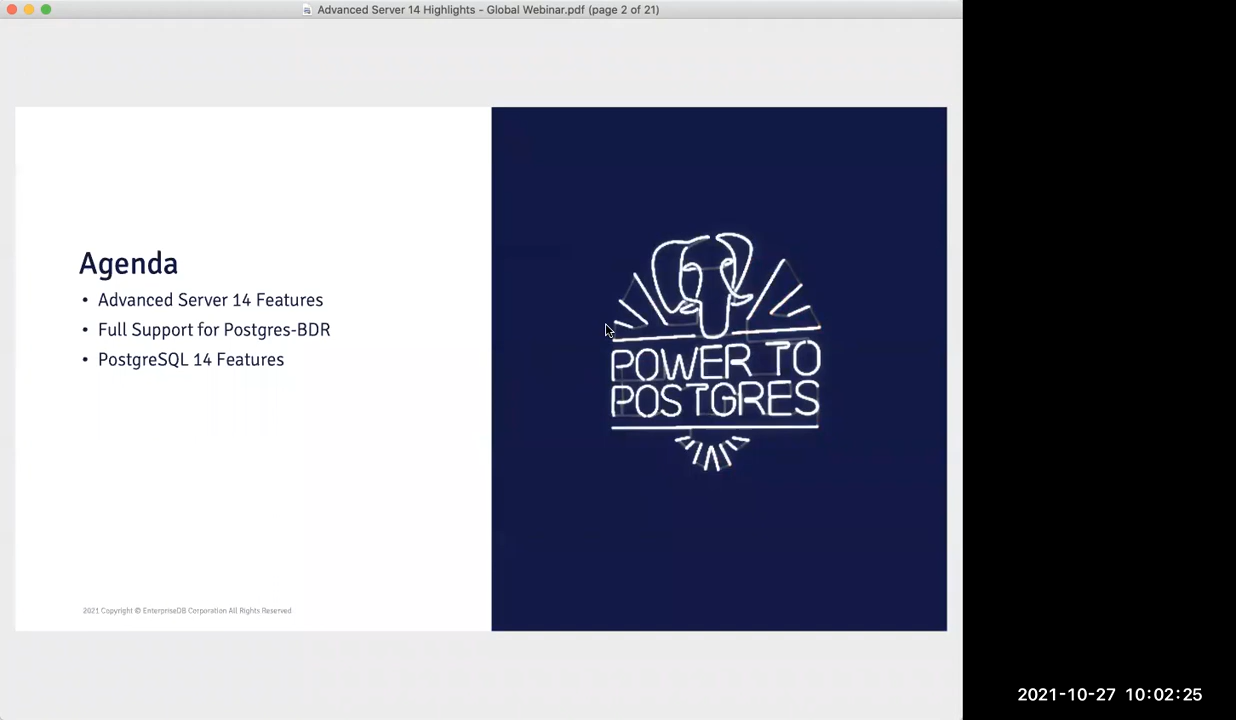 Advanced Server 14 Highlights - Global Webinar.pdf (page 2 of 21)
Agenda
• Advanced Server 14 Features
• Full Support for Postgres-BDR
• PostgreSQL 14 Features
POWER TO
POSTGRES
2021 Copyright © EnterpriseDB Corporation All Rights Reserved
2021-10-27 10:02:25